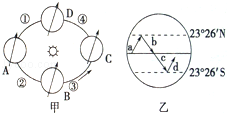 ① D ④
A C
② B ③
甲
23°26′N
a b
c
d
23°26′S
乙